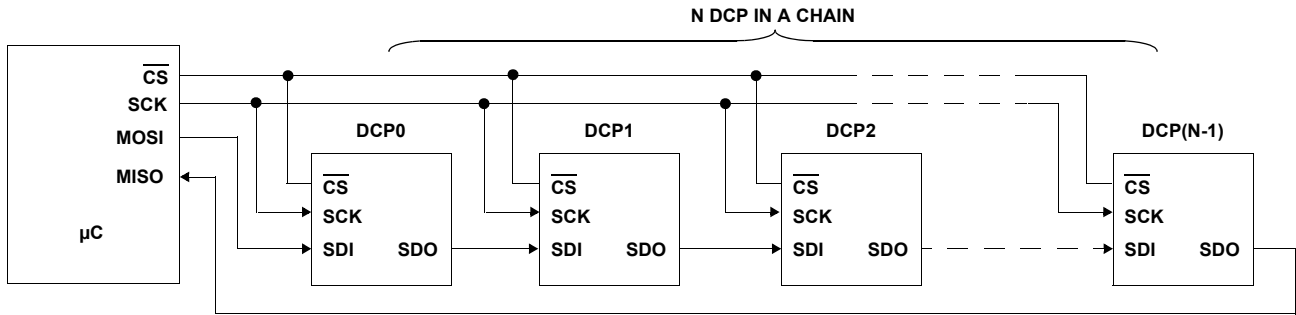 N DCP IN A CHAIN
CS
SCK
MOSI
MISO
µC
DCP0
CS
SCK
SDI SDO
DCP1
CS
SCK
SDI SDO
DCP2
CS
SCK
SDI SDO
DCP(N-1)
CS
SCK
SDI SDO